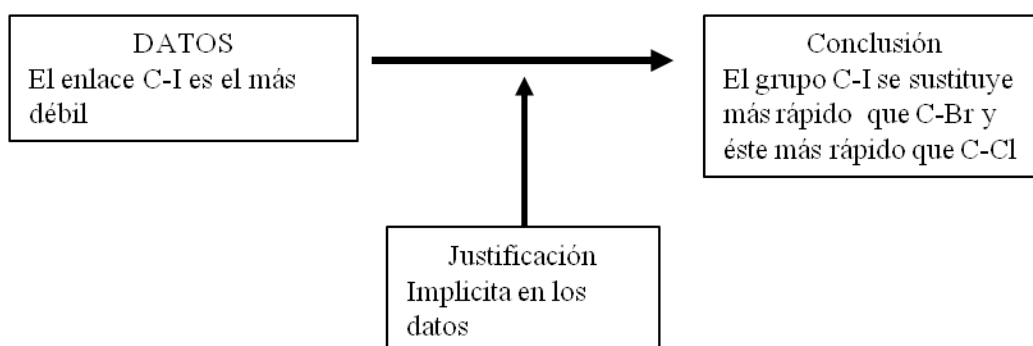 DATOS
El enlace C-I es el más
débil
Conclusión
El grupo C-I se sustituye
más rápido que C-Br y
éste más rápido que C-Cl
Justificación
Implicita en los
datos